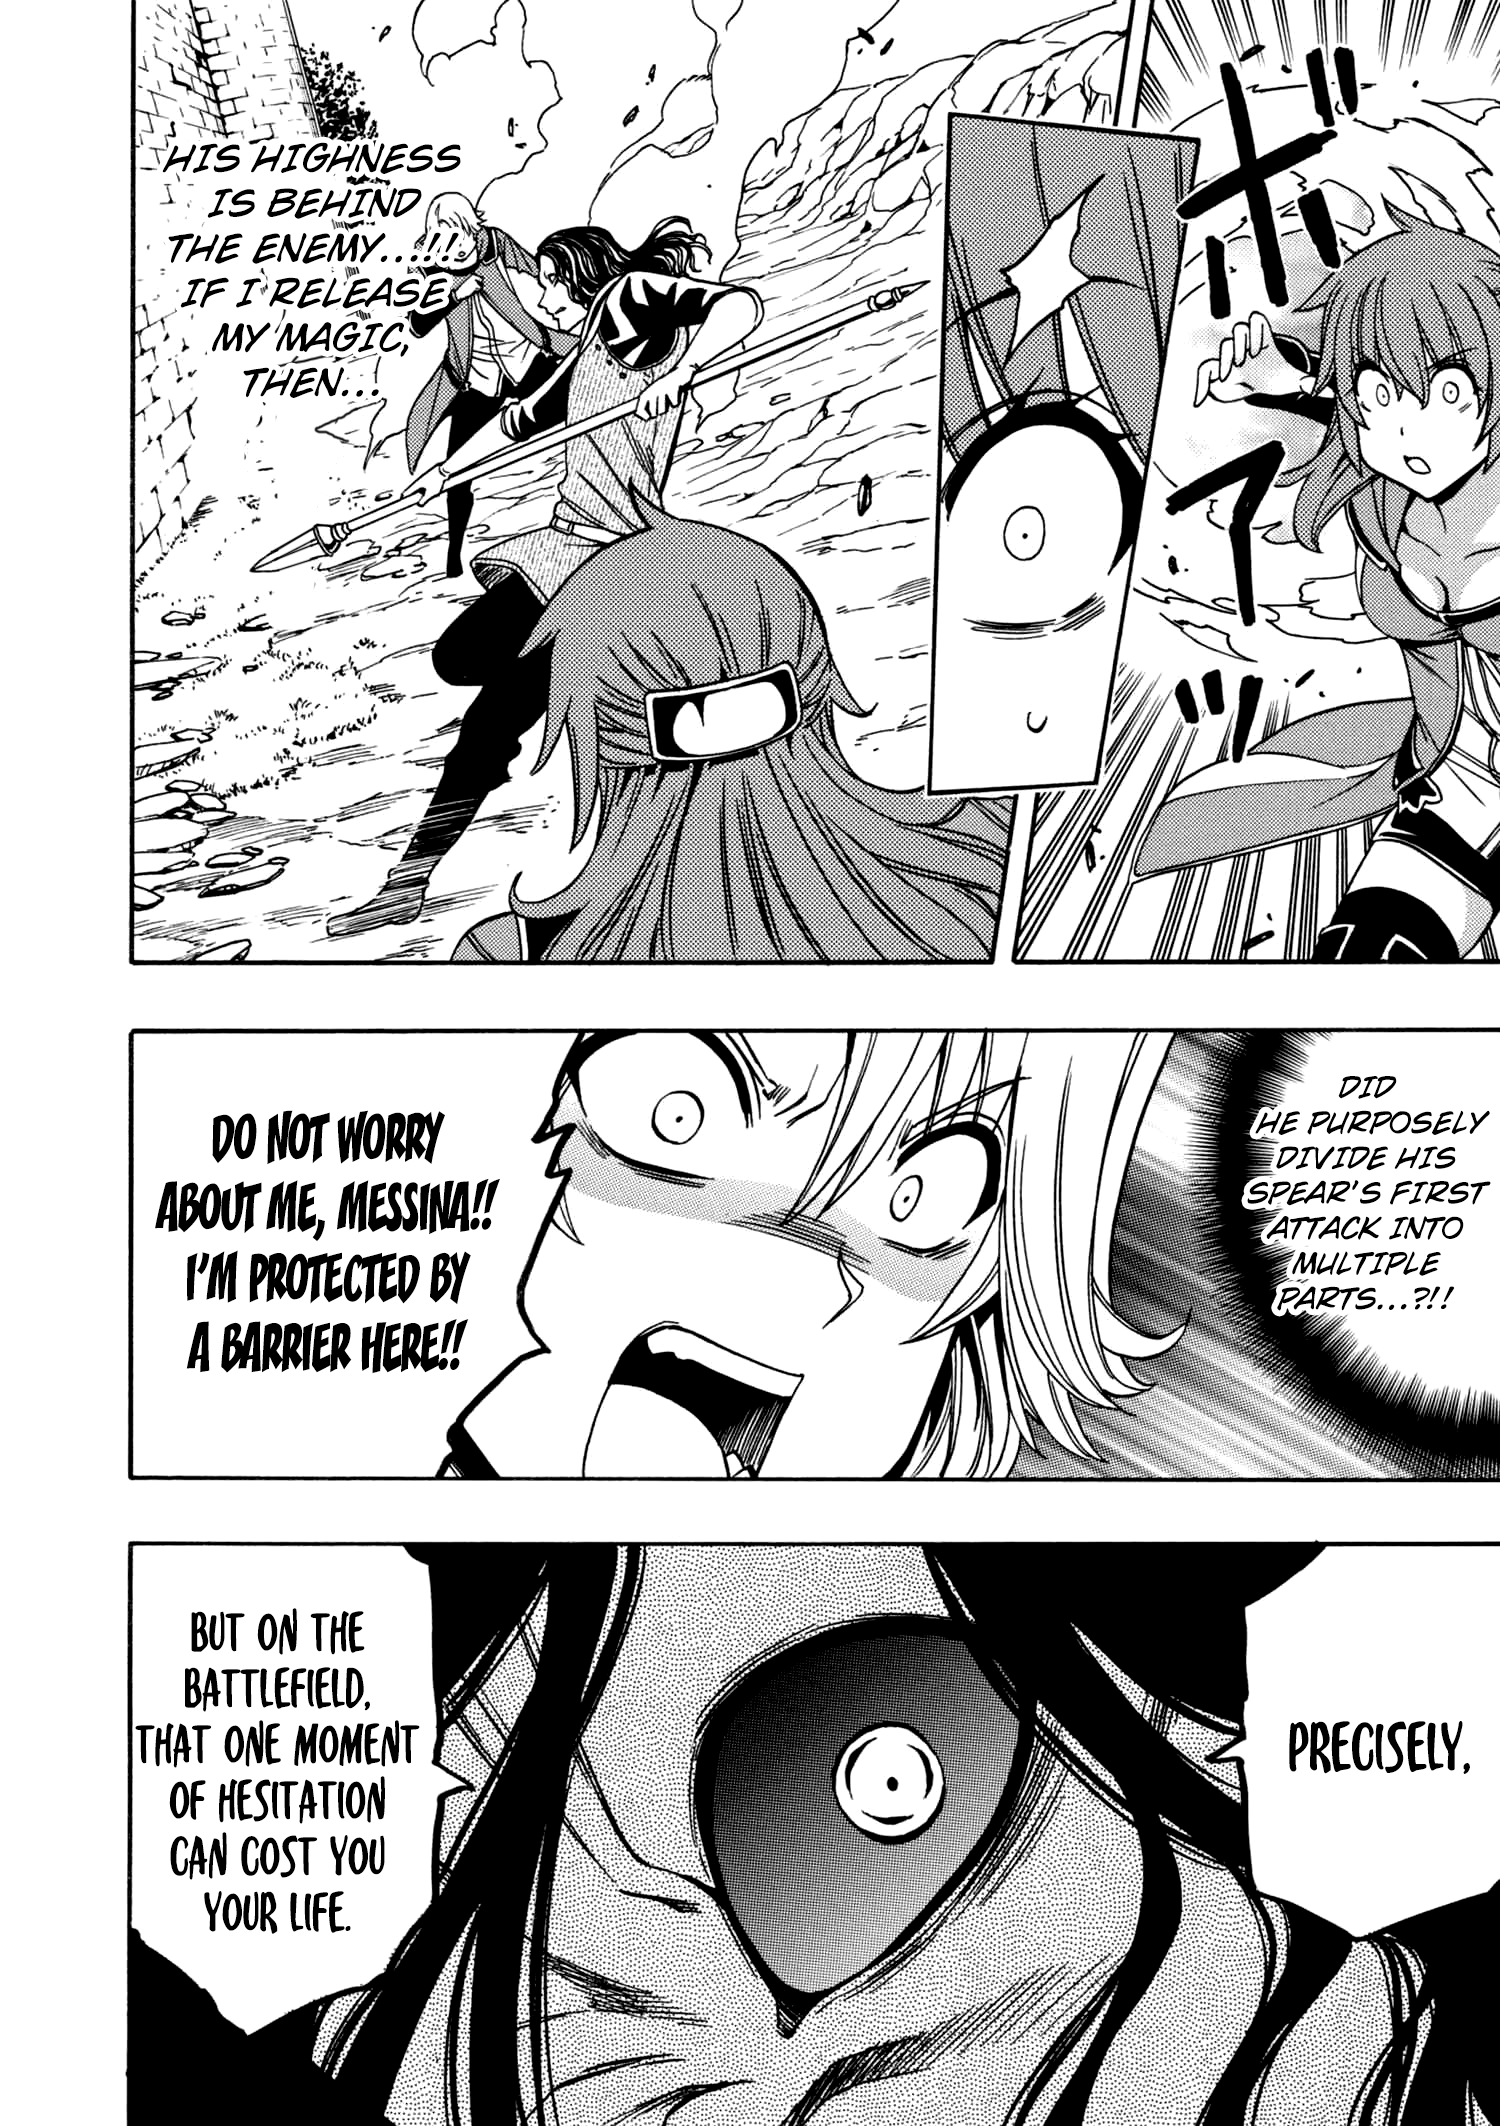 ギクッ
HIS HIGHNESS
IS BEHIND
THE ENEMY...!!!
IF I RELEASE
MY MAGIC,
THEN...
DID
HE PURPOSELY
DIVIDE HIS
SPEAR'S FIRST
ATTACK INTO
MULTIPLE
PARTS...?!!
DO NOT WORRY
ABOUT ME, MESSINA!!
I'M PROTECTED BY
A BARRIER HERE!!
PRECISELY,
BUT ON THE
BATTLEFIELD,
THAT ONE MOMENT
OF HESITATION
CAN COST YOU
YOUR LIFE.